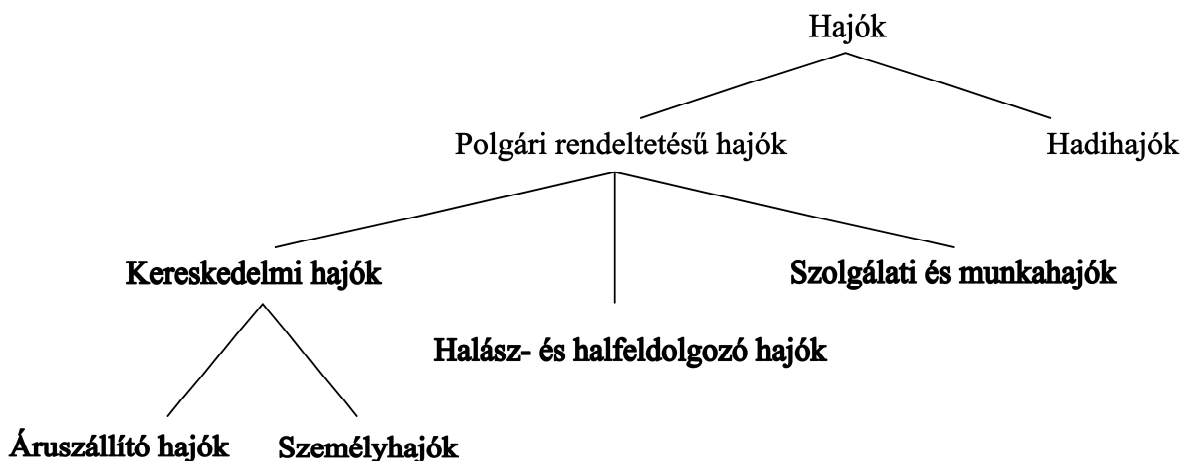 Hajók
Polgári rendeltetésű hajók
Hadihajók
Kereskedelmi hajók
Szolgálati és munkahajók
Halász- és halfeldolgozó hajók
Áruszállító hajók
Személyhajók